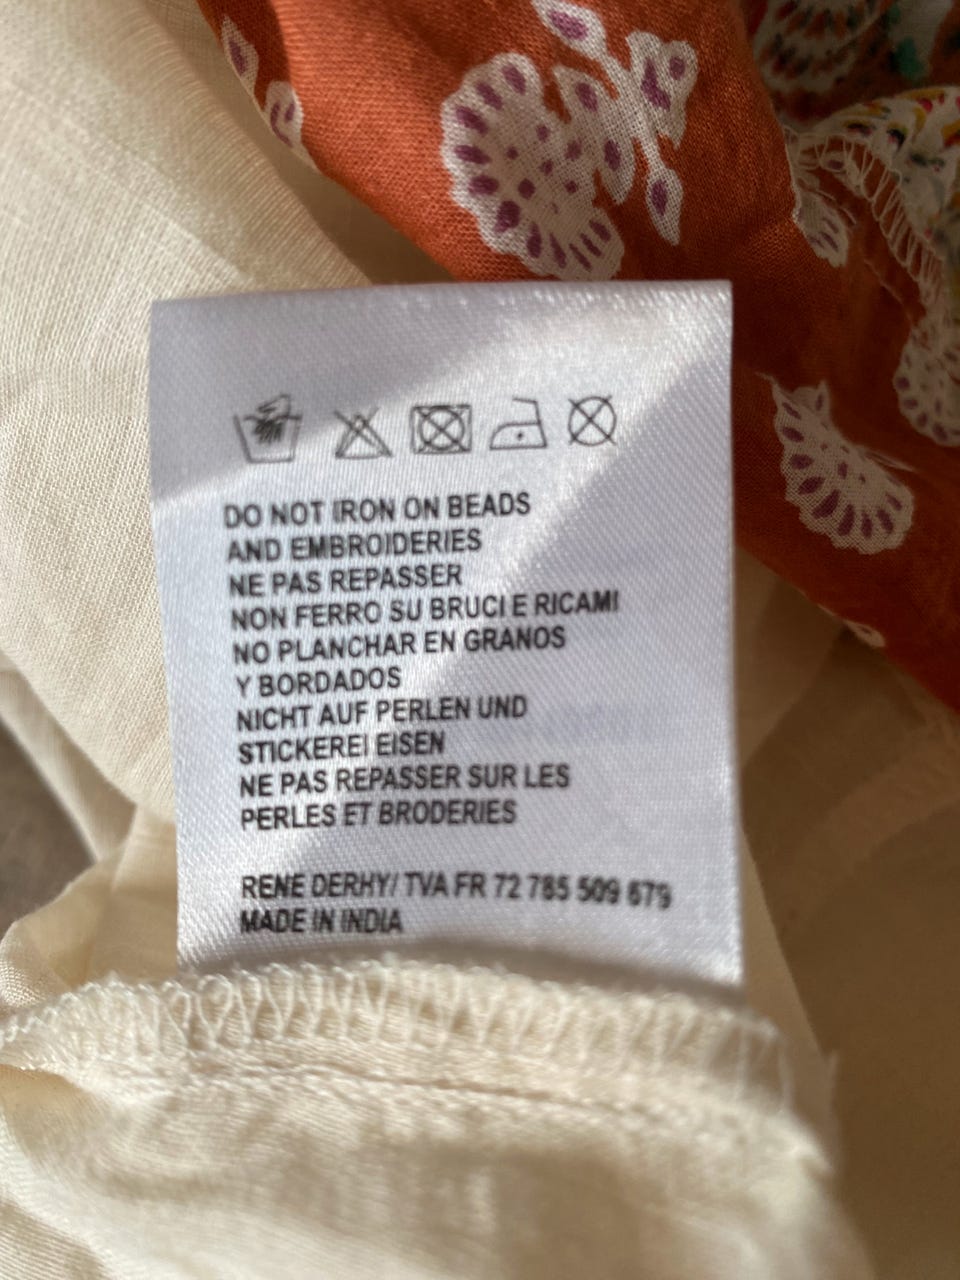 DO NOT IRON ON BEADS
AND EMBROIDERIES
NE PAS REPASSER
NON FERRO SU BRUCI E RICAMI
NO PLANCHAR EN GRANOS
Y BORDADOS
NICHT AUF PERLEN UND
STICKEREI EISEN
NE PAS REPASSER SUR LES
PERLES ET BRODERIES
RENE DERHY/ TVA FR 72 785 509 679
MADE IN INDIA